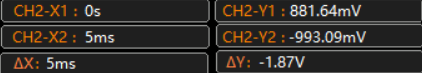 CH2-X1 : 0s CH2-Y1 : 881.64mV
CH2-X2 : 5ms CH2-Y2 : -993.09mV
ΔX: 5ms ΔY: -1.87V